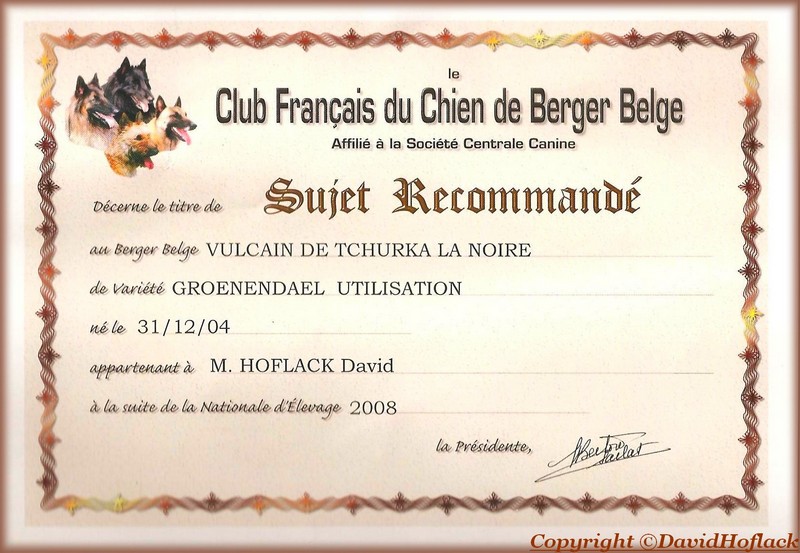 le
Club Français du Chien de Berger Belge
Affilié à la Société Centrale Canine
Décerne le titre de Sujet Recommandé
au Berger Belge VULCAIN DE TCHURKA LA NOIRE
de Variété GROENENDAEL UTILISATION
né le 31/12/04
appartenant à M. HOFLACK David
à la suite de la Nationale d'Élevage 2008
la Présidente,
Copyright ©DavidHoflack